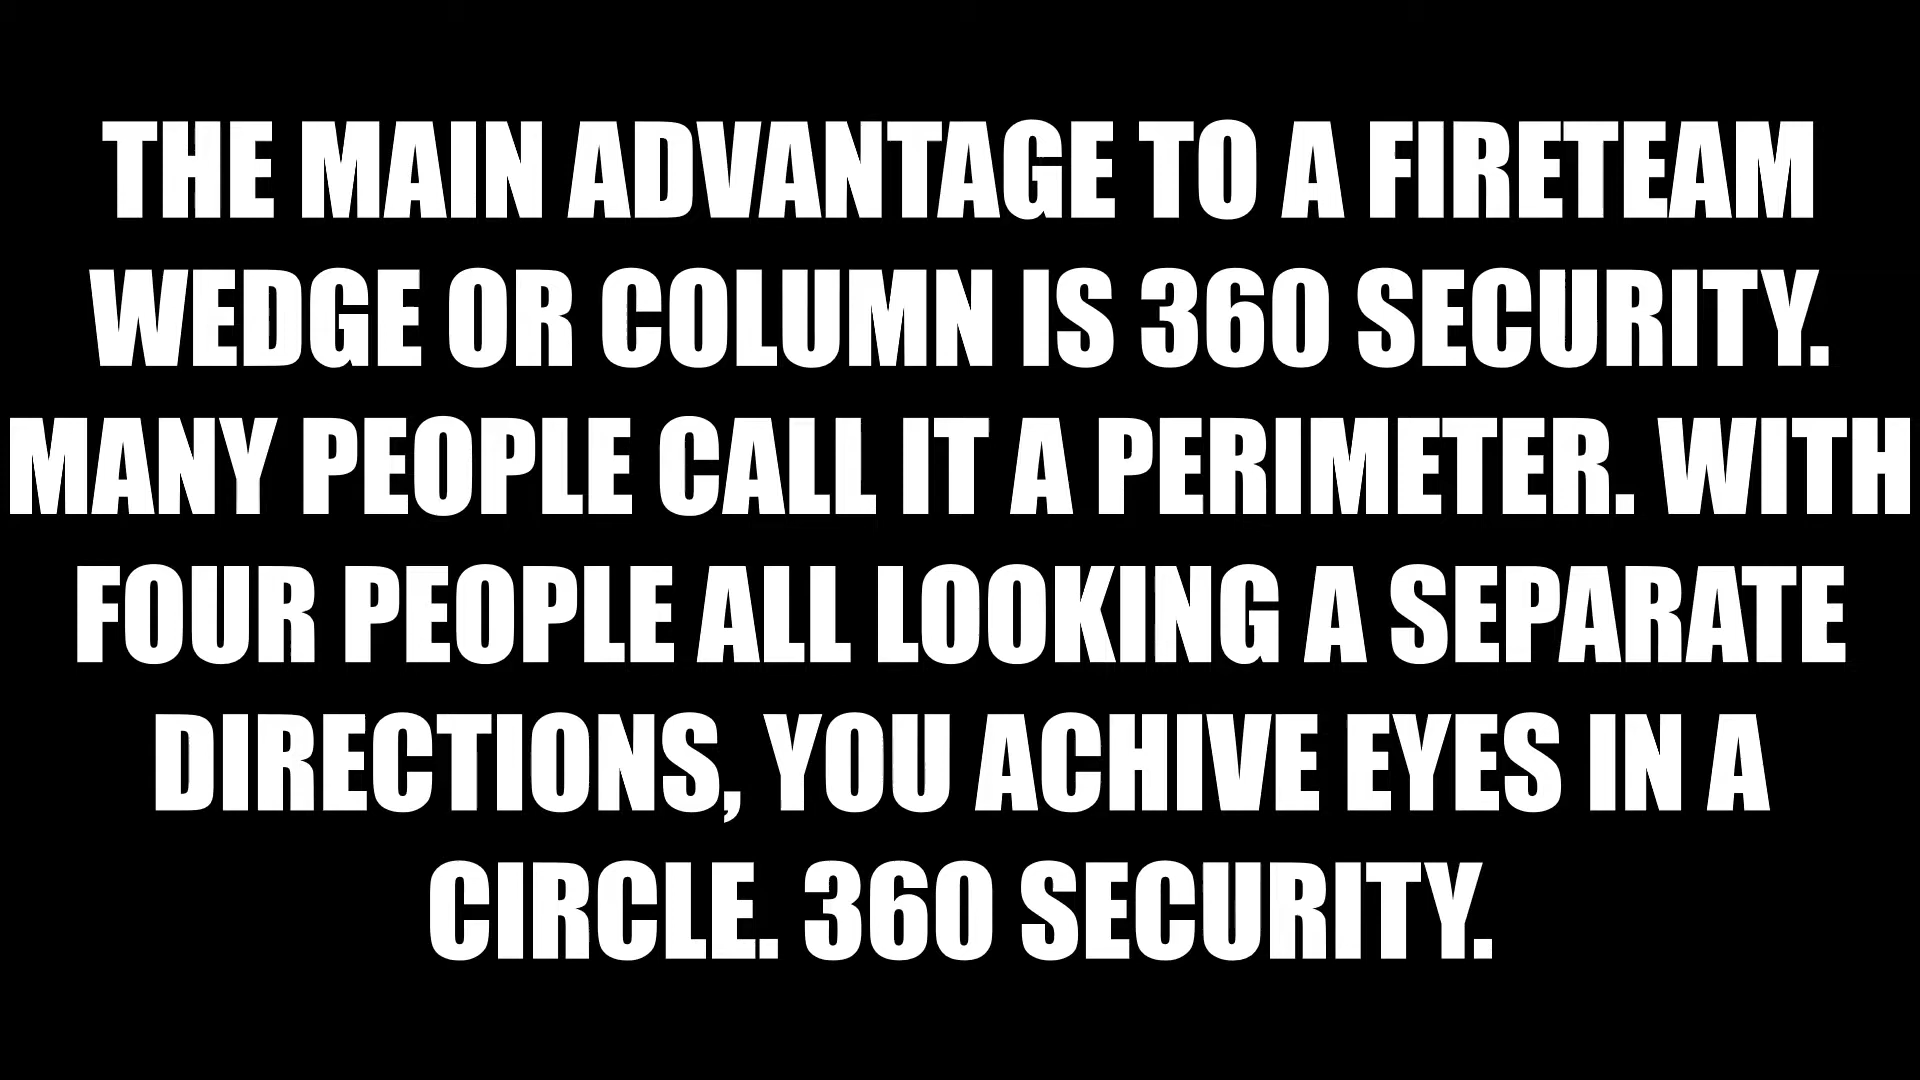 THE MAIN ADVANTAGE TO A FIRETEAM
WEDGE OR COLUMN IS 360 SECURITY.
MANY PEOPLE CALL IT A PERIMETER. WITH
FOUR PEOPLE ALL LOOKING A SEPARATE
DIRECTIONS, YOU ACHIVE EYES IN A
CIRCLE. 360 SECURITY.